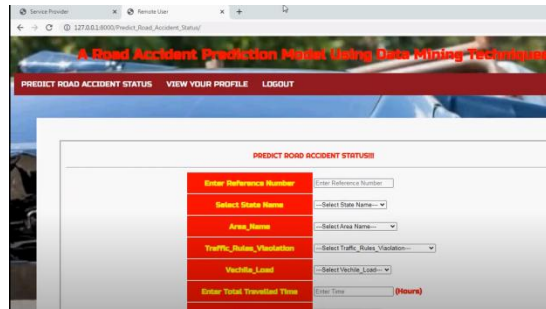 Service Provider
Remote User
127.0.0.1:8000/Predict_Road_Accident_Status/
A Road Accident Prediction Model Using Data Mining Techniques
PREDICT ROAD ACCIDENT STATUS VIEW YOUR PROFILE LOGOUT
PREDICT ROAD ACCIDENT STATUS!!!
Enter Reference Number Enter Reference Number
Select State Name ---Select State Name---
Area_Name ---Select Area Name---
Traffic_Rules_Viaolation ---Select Traffic_Rules_Viaolation---
Vechile_Load ---Select Vechile_Load---
Enter Total Travelled Time Enter Time (Hours)